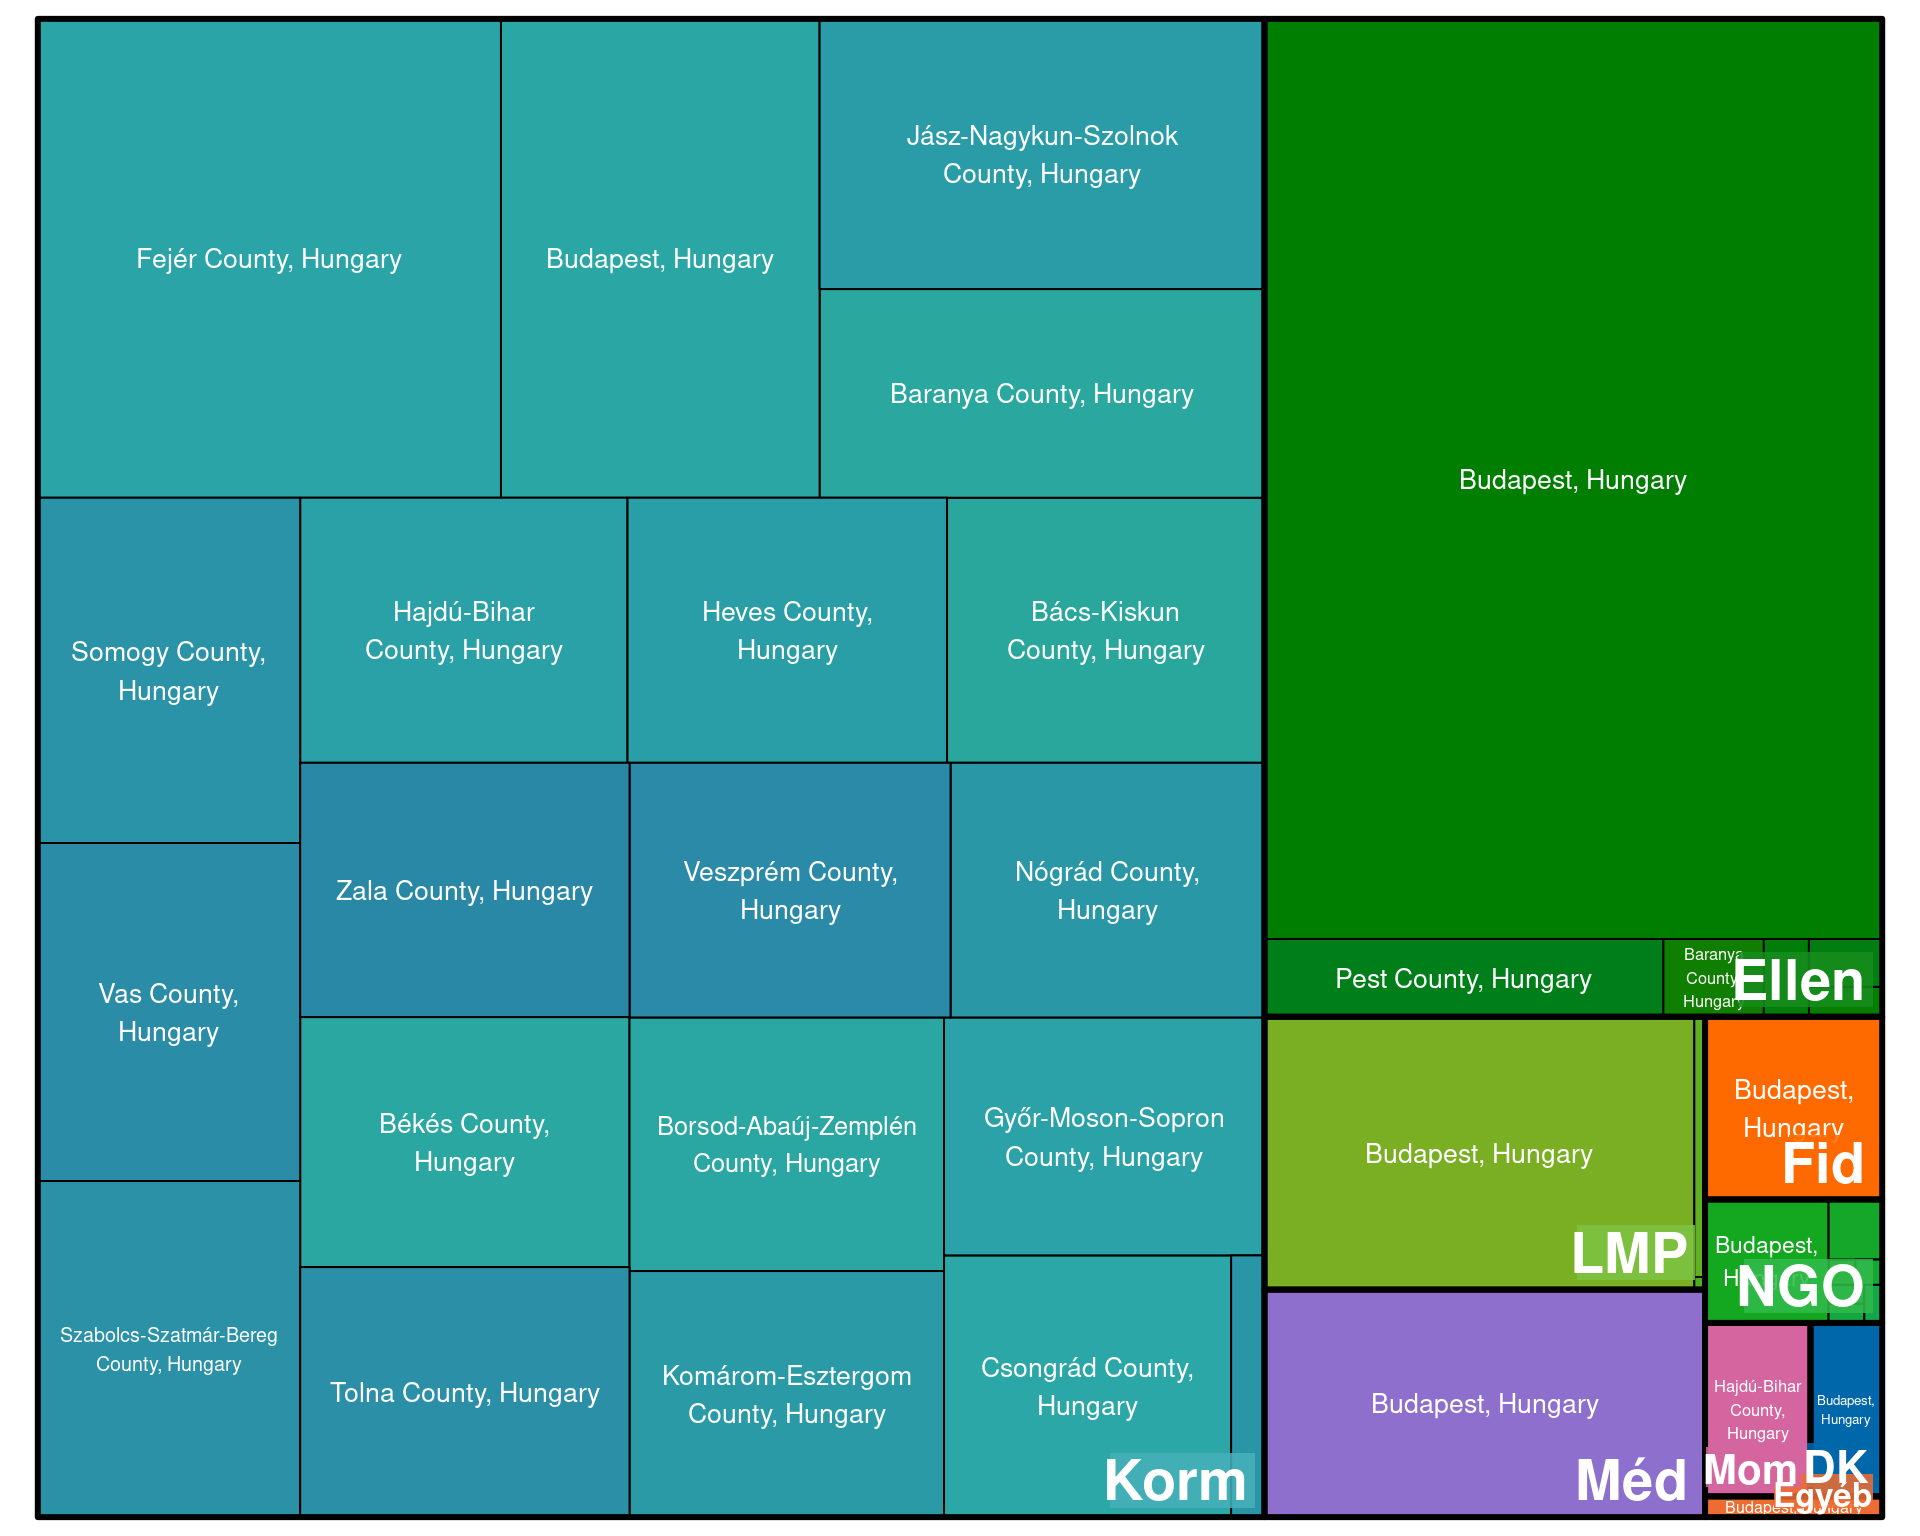 Fejér County, Hungary
Budapest, Hungary
Jász-Nagykun-Szolnok
County, Hungary
Baranya County, Hungary
Somogy County,
Hungary
Hajdú-Bihar
County, Hungary
Heves County,
Hungary
Bács-Kiskun
County, Hungary
Vas County,
Hungary
Zala County, Hungary
Veszprém County,
Hungary
Nógrád County,
Hungary
Szabolcs-Szatmár-Bereg
County, Hungary
Békés County,
Hungary
Borsod-Abaúj-Zemplén
County, Hungary
Győr-Moson-Sopron
County, Hungary
Tolna County, Hungary
Komárom-Esztergom
County, Hungary
Csongrád County,
Hungary
Korm
Budapest, Hungary
Pest County, Hungary
Baranya
County,
Hungary
Ellen
Budapest, Hungary
LMP
Budapest, Hungary
Méd
Budapest,
Hungary
Fid
Budapest,
NGO
Hajdú-Bihar
County,
Hungary
Mom
Budapest,
Hungary
DK
Budapest, Hungary
Egyéb